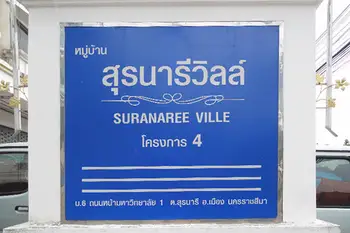 หมู่บ้าน
สุรนารีวิลล์
SURANAREE VILLE
โครงการ 4
ม.6 ถนนหน้ามหาวิทยาลัย 1 ต.สุรนารี อ.เมือง นครราชสีมา